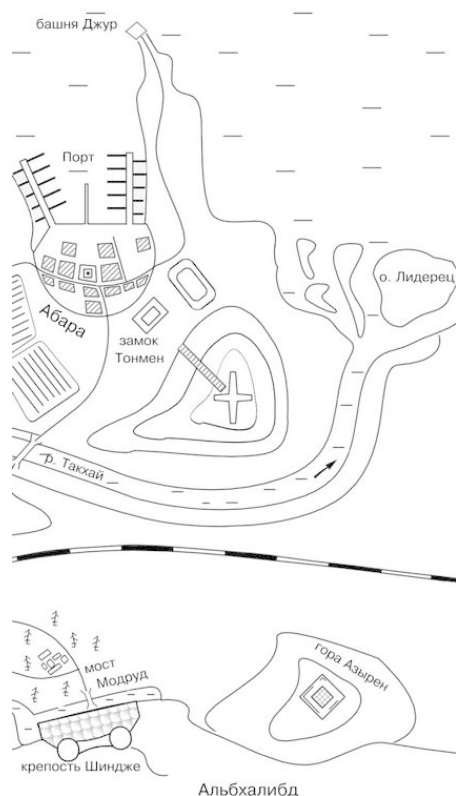 башня Джур
Порт
о. Лидерец
Абара
замок
Тонмен
р. Такхай
мост
Модруд
гора Азырен
крепость Шиндже
Альбхалибд